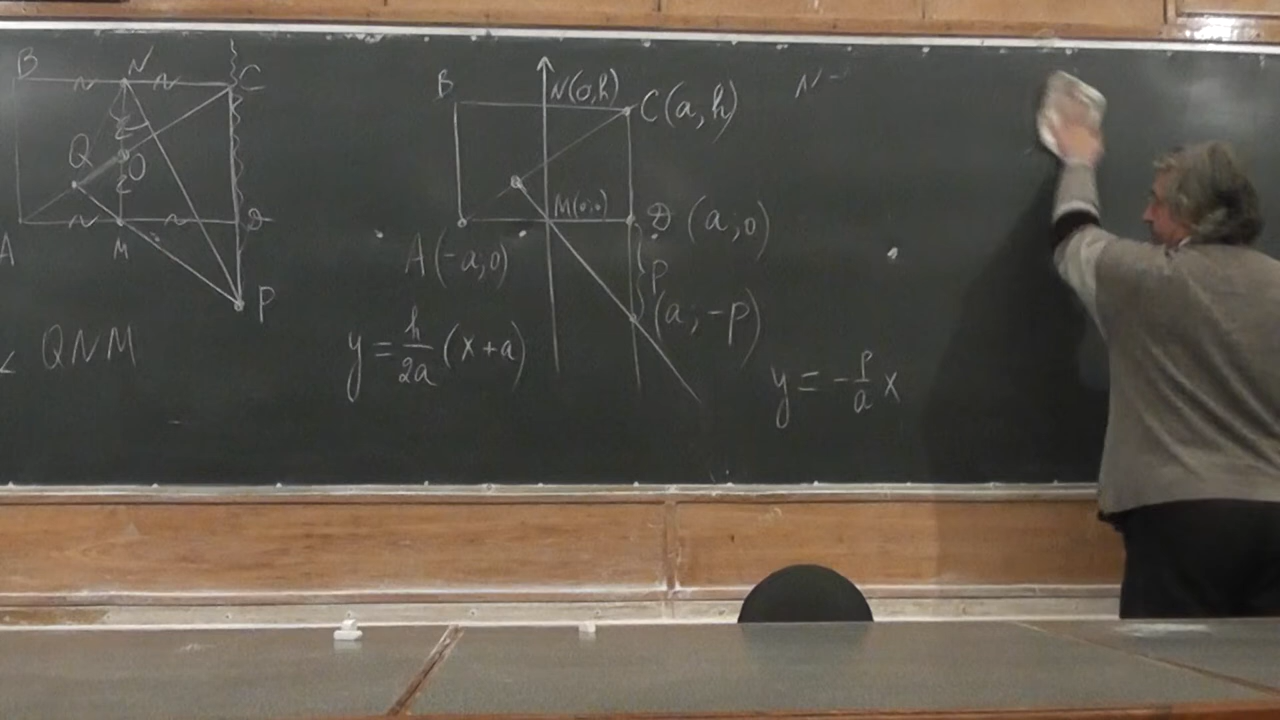 B N C
Q O
A M D
P
∠ QNM
B N(0,h) C(a,h)
M(0;0) D (a;0)
A(-a;0) p
(a;-p)
y = h/2a (x+a)
y = -p/a x
N -